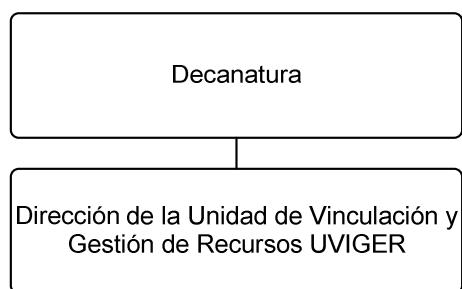 Decanatura
Dirección de la Unidad de Vinculación y
Gestión de Recursos UVIGER